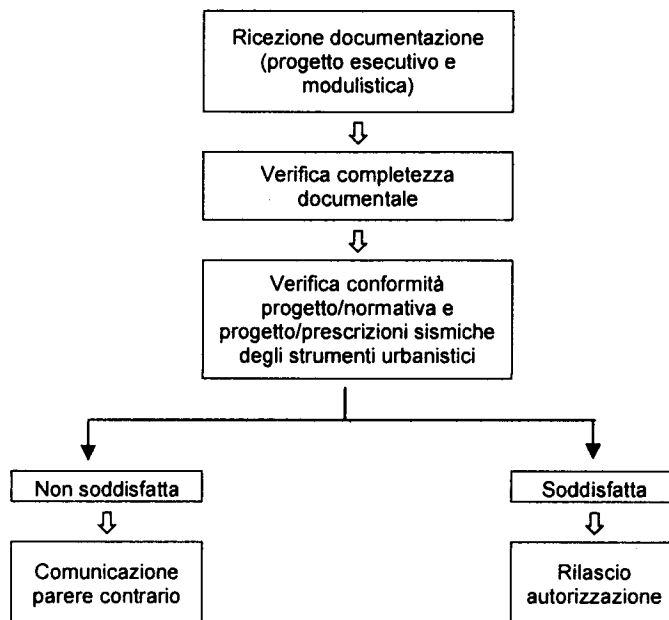 Ricezione documentazione
(progetto esecutivo e
modulistica)
Verifica completezza
documentale
Verifica conformità
progetto/normativa e
progetto/prescrizioni sismiche
degli strumenti urbanistici
Non soddisfatta
Soddisfatta
Comunicazione
parere contrario
Rilascio
autorizzazione